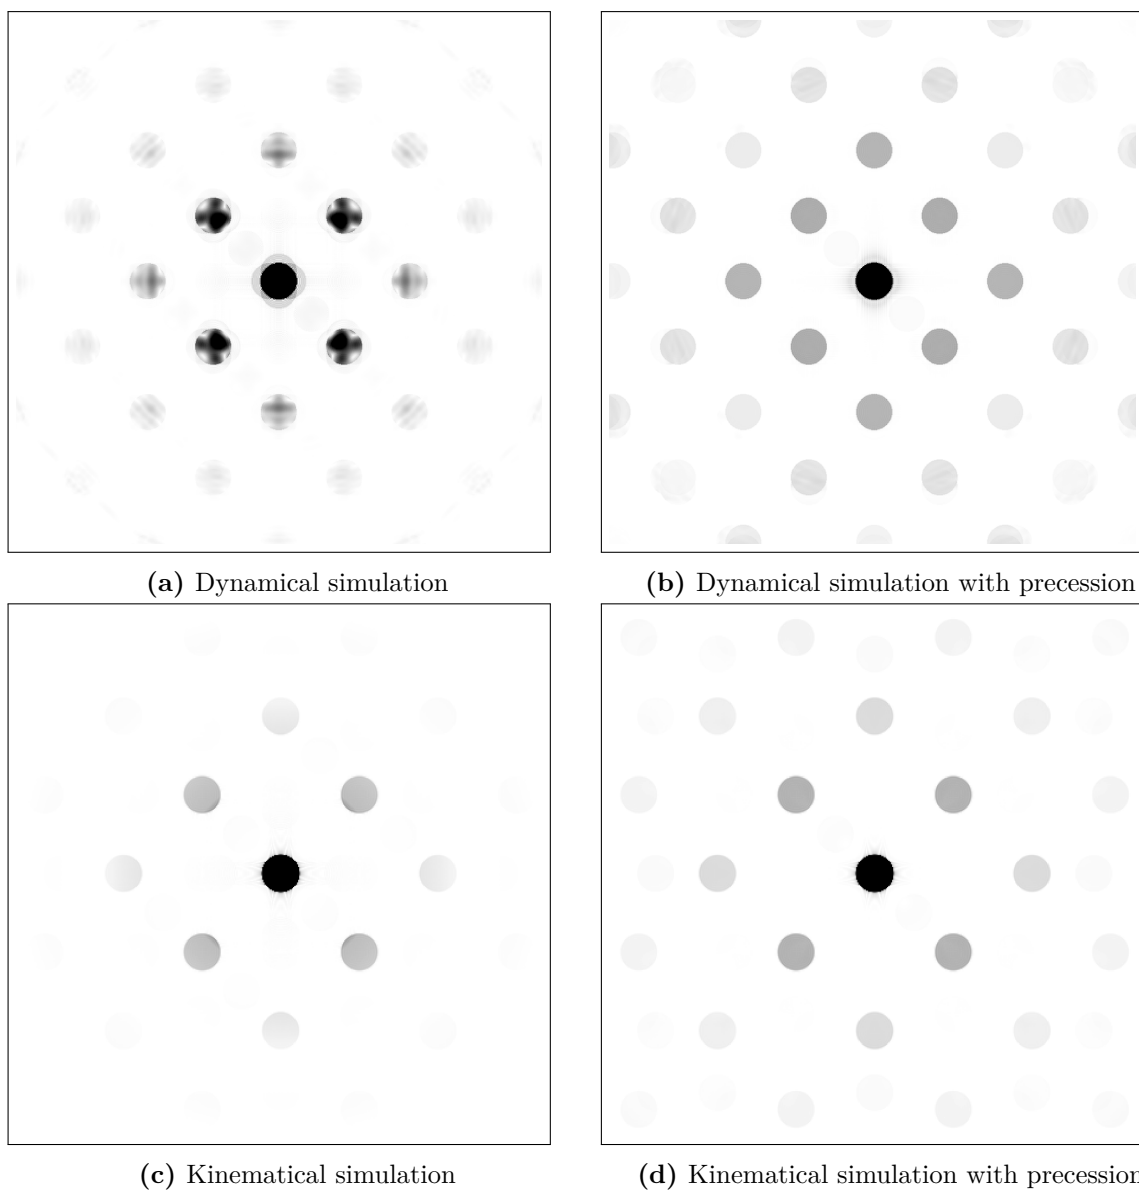 (a) Dynamical simulation
(b) Dynamical simulation with precession
(c) Kinematical simulation
(d) Kinematical simulation with precession